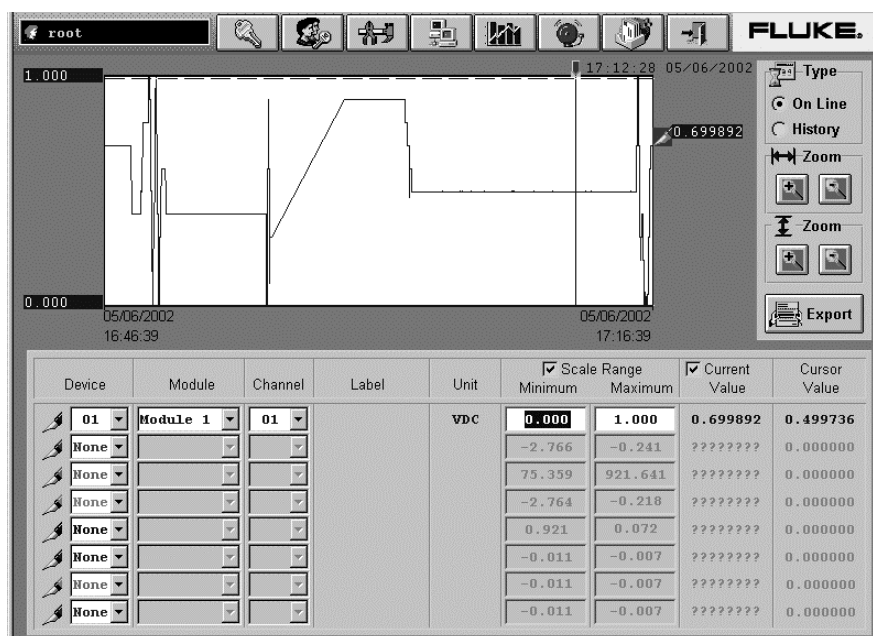 root
FLUKE.
1.000
17:12:28 05/06/2002
Type
On Line
History
0.699892
Zoom
Zoom
0.000
05/06/2002
16:46:39
05/06/2002
17:16:39
Export
Device Module Channel Label Unit Scale Range Minimum Maximum Current Value Cursor Value
01 Module 1 01 VDC 0.000 1.000 0.699892 0.499736
None -2.766 -0.241 ???????? 0.000000
None 75.359 921.641 ???????? 0.000000
None -2.764 -0.218 ???????? 0.000000
None 0.921 0.072 ???????? 0.000000
None -0.011 -0.007 ???????? 0.000000
None -0.011 -0.007 ???????? 0.000000
None -0.011 -0.007 ???????? 0.000000